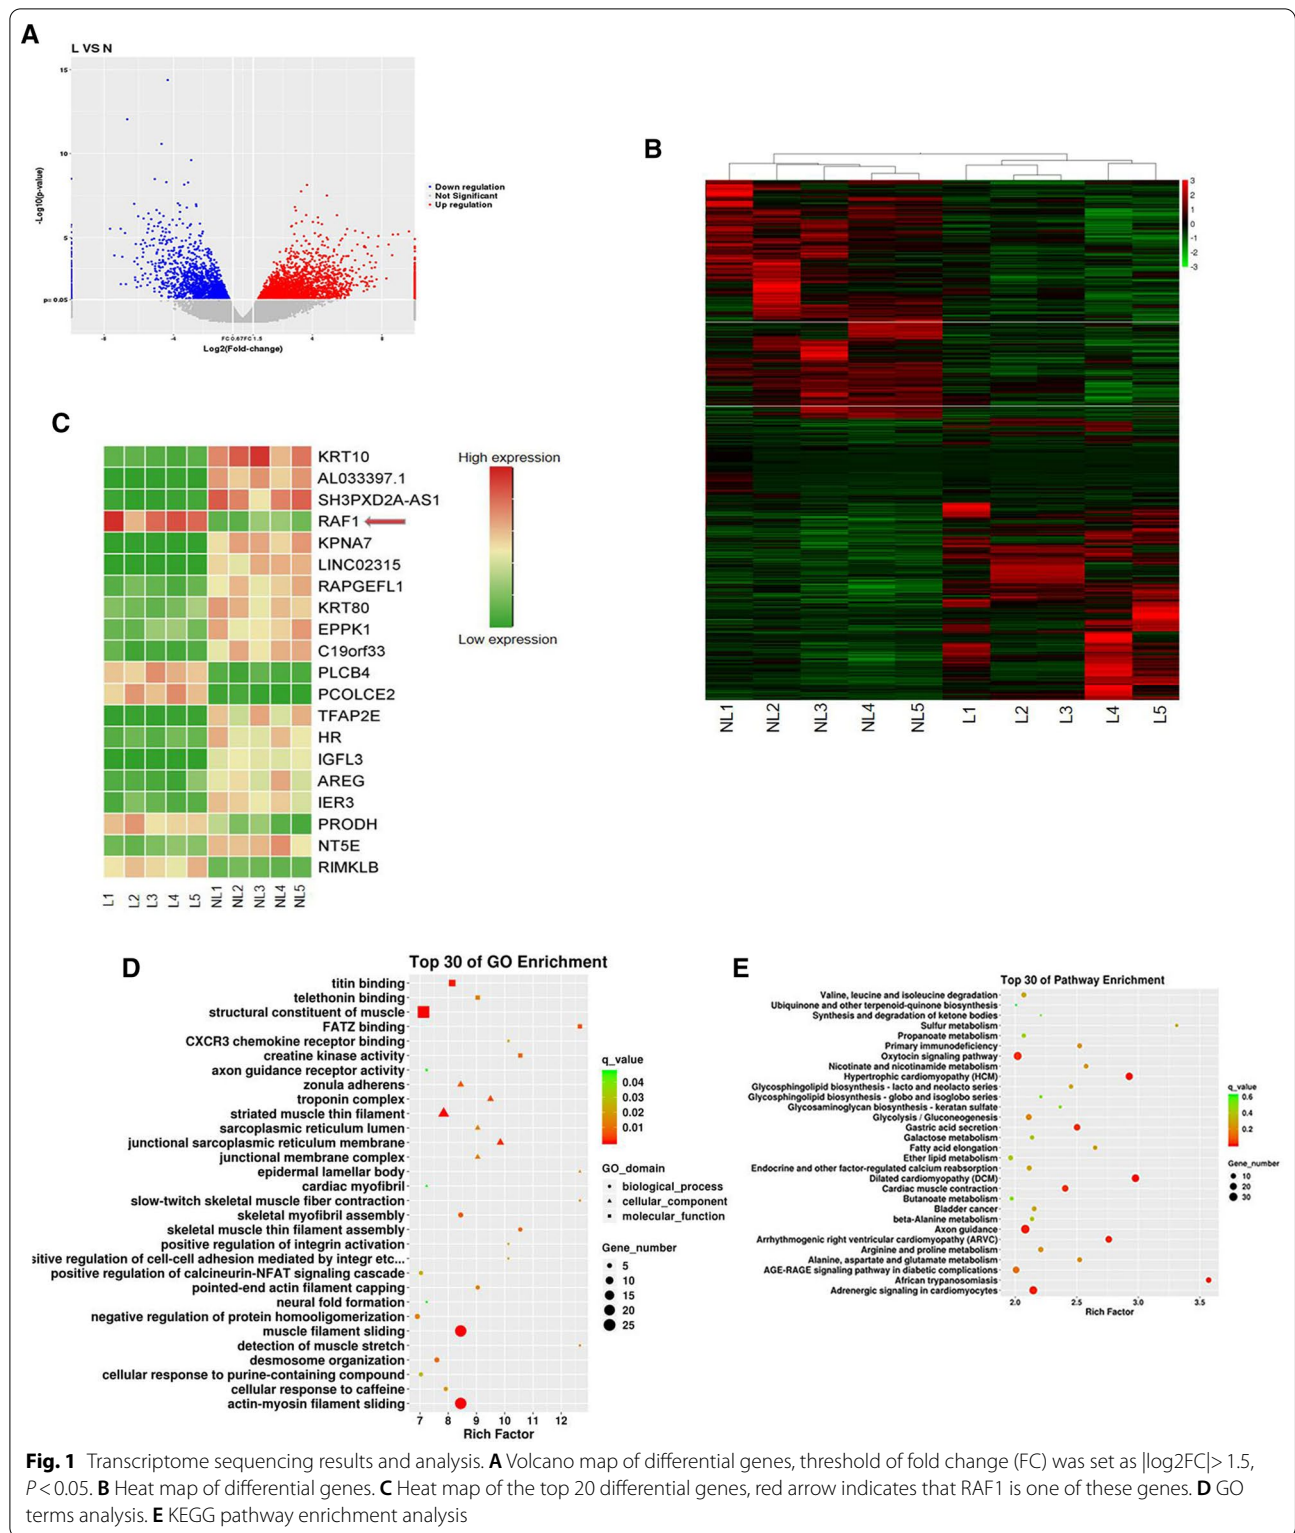 A
L VS N
15
10
5
p= 0.05
-Log10(p-value)
-8
-4
FC 0.67
FC 1.5
4
8
Log2(Fold-change)
Down regulation
Not Significant
Up regulation
B
3
2
1
0
-1
-2
-3
NL1
NL2
NL3
NL4
NL5
L1
L2
L3
L4
L5
C
KRT10
AL033397.1
SH3PXD2A-AS1
RAF1
KPNA7
LINC02315
RAPGEFL1
KRT80
EPPK1
C19orf33
PLCB4
PCOLCE2
TFAP2E
HR
IGFL3
AREG
IER3
PRODH
NT5E
RIMKLB
L1
L2
L3
L4
L5
NL1
NL2
NL3
NL4
NL5
High expression
Low expression
D
Top 30 of GO Enrichment
titin binding
telethonin binding
structural constituent of muscle
FATZ binding
CXCR3 chemokine receptor binding
creatine kinase activity
axon guidance receptor activity
zonula adherens
troponin complex
striated muscle thin filament
sarcoplasmic reticulum lumen
junctional sarcoplasmic reticulum membrane
junctional membrane complex
epidermal lamellar body
cardiac myofibril
slow-twitch skeletal muscle fiber contraction
skeletal myofibril assembly
skeletal muscle thin filament assembly
positive regulation of integrin activation
sitive regulation of cell-cell adhesion mediated by integr etc...
positive regulation of calcineurin-NFAT signaling cascade
pointed-end actin filament capping
neural fold formation
negative regulation of protein homooligomerization
muscle filament sliding
detection of muscle stretch
desmosome organization
cellular response to purine-containing compound
cellular response to caffeine
actin-myosin filament sliding
7
8
9
10
11
12
Rich Factor
q_value
0.04
0.03
0.02
0.01
GO_domain
biological_process
cellular_component
molecular_function
Gene_number
5
10
15
20
25
E
Top 30 of Pathway Enrichment
Valine, leucine and isoleucine degradation
Ubiquinone and other terpenoid-quinone biosynthesis
Synthesis and degradation of ketone bodies
Sulfur metabolism
Propanoate metabolism
Primary immunodeficiency
Oxytocin signaling pathway
Nicotinate and nicotinamide metabolism
Hypertrophic cardiomyopathy (HCM)
Glycosphingolipid biosynthesis - lacto and neolacto series
Glycosphingolipid biosynthesis - globo and isoglobo series
Glycosaminoglycan biosynthesis - keratan sulfate
Glycolysis / Gluconeogenesis
Gastric acid secretion
Galactose metabolism
Fatty acid elongation
Ether lipid metabolism
Endocrine and other factor-regulated calcium reabsorption
Dilated cardiomyopathy (DCM)
Cardiac muscle contraction
Butanoate metabolism
Bladder cancer
beta-Alanine metabolism
Axon guidance
Arrhythmogenic right ventricular cardiomyopathy (ARVC)
Arginine and proline metabolism
Alanine, aspartate and glutamate metabolism
AGE-RAGE signaling pathway in diabetic complications
African trypanosomiasis
Adrenergic signaling in cardiomyocytes
2.0
2.5
3.0
3.5
Rich Factor
q_value
0.6
0.4
0.2
Gene_number
10
20
30
Fig. 1 Transcriptome sequencing results and analysis. A Volcano map of differential genes, threshold of fold change (FC) was set as |log2FC|> 1.5,
P < 0.05. B Heat map of differential genes. C Heat map of the top 20 differential genes, red arrow indicates that RAF1 is one of these genes. D GO
terms analysis. E KEGG pathway enrichment analysis